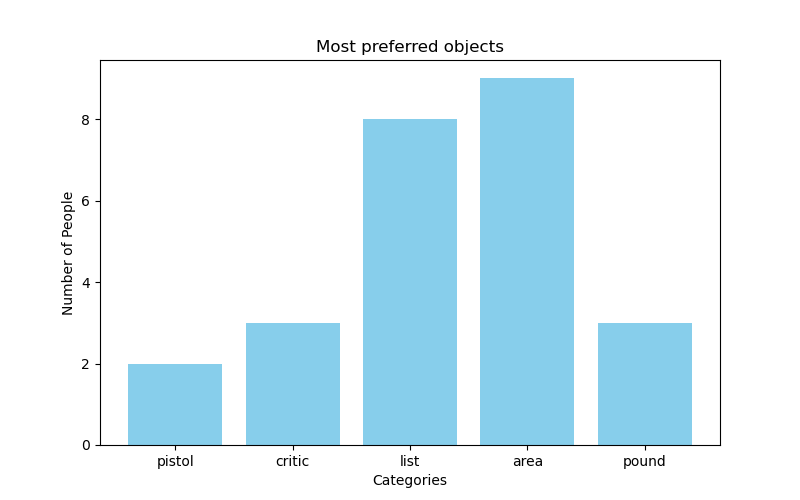 Most preferred objects
Number of People
8
6
4
2
0
pistol critic list area pound
Categories